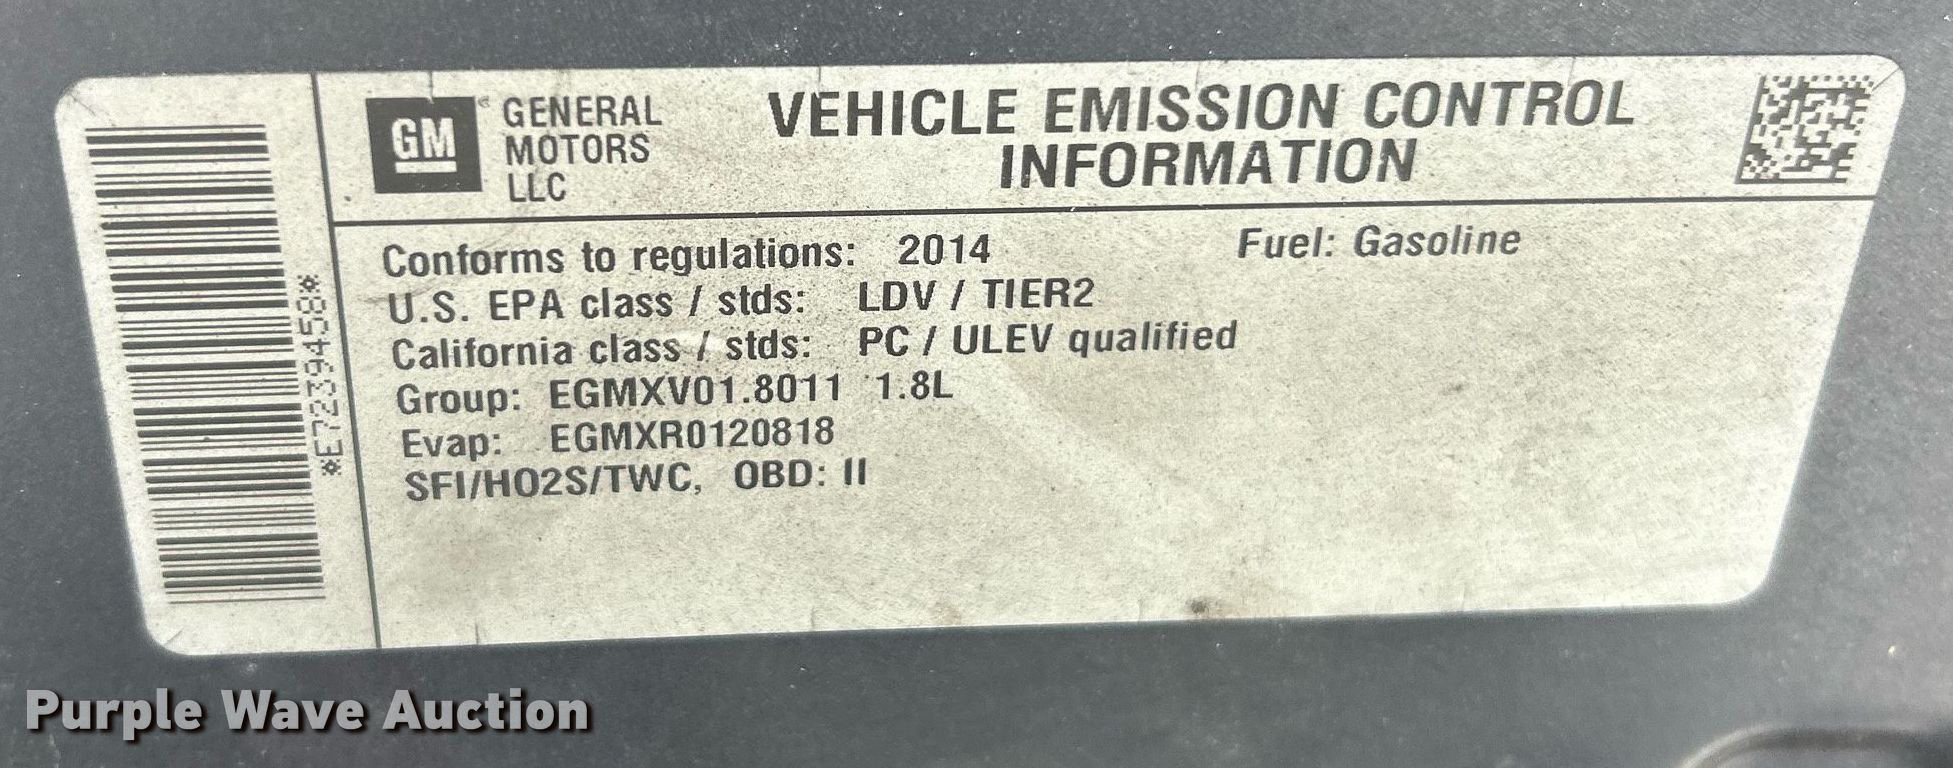 GM
GENERAL
MOTORS
LLC
VEHICLE EMISSION CONTROL
INFORMATION
*E7239458*
Conforms to regulations: 2014 Fuel: Gasoline
U.S. EPA class / stds: LDV / TIER2
California class / stds: PC / ULEV qualified
Group: EGMXV01.8011 1.8L
Evap: EGMXR0120818
SFI/HO2S/TWC, OBD: II
Purple Wave Auction